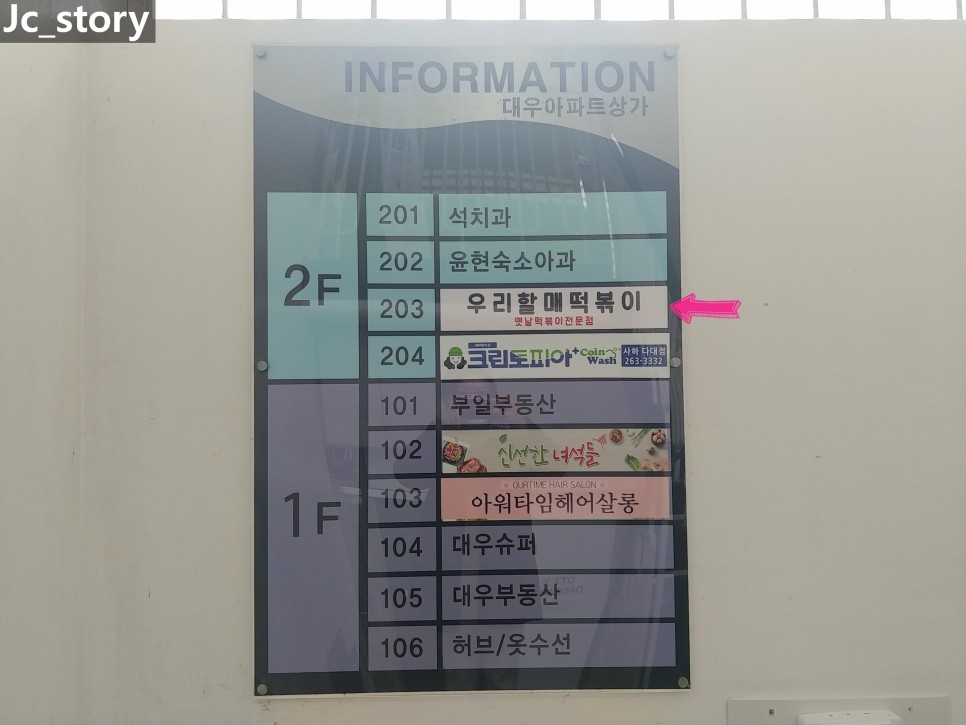 Jc_story
INFORMATION
대우아파트상가
2F
201 석치과
202 윤현숙소아과
203 우리할매떡볶이
옛날떡볶이전문점
204 크린토피아+Coin Wash 사하 다대점
263-3332
1F
101 부일부동산
102 신선한 녀석들
103 OURTIME HAIR SALON
아워타임헤어살롱
104 대우슈퍼
105 대우부동산
106 허브/옷수선